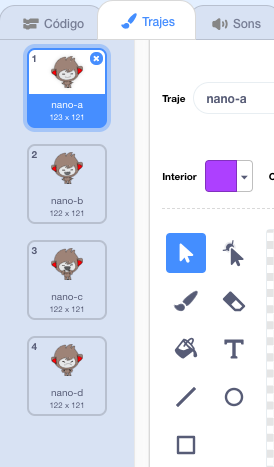 Código
Trajes
Sons
1
nano-a
123 x 121
2
nano-b
122 x 121
3
nano-c
122 x 121
4
nano-d
122 x 121
Traje
nano-a
Interior
T